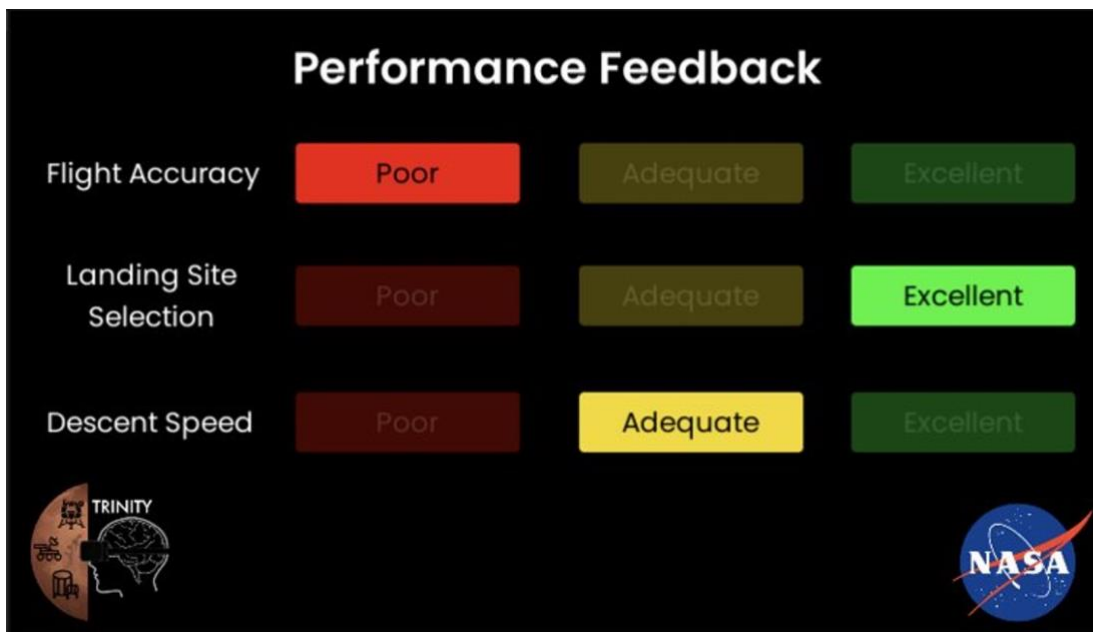 Performance Feedback
Flight Accuracy Poor Adequate Excellent
Landing Site
Selection
Poor Adequate Excellent
Descent Speed Poor Adequate Excellent
TRINITY
NASA